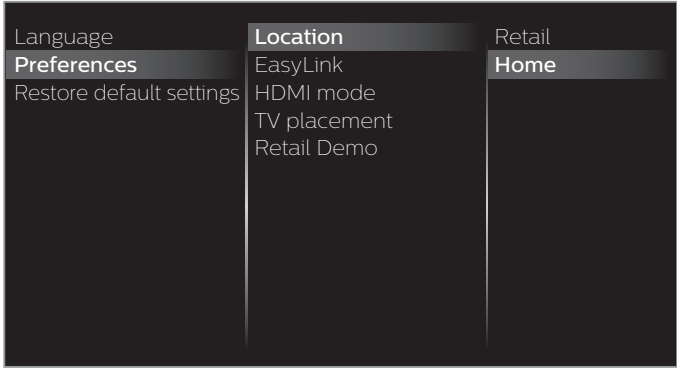 Language
Preferences
Restore default settings
Location
EasyLink
HDMI mode
TV placement
Retail Demo
Retail
Home